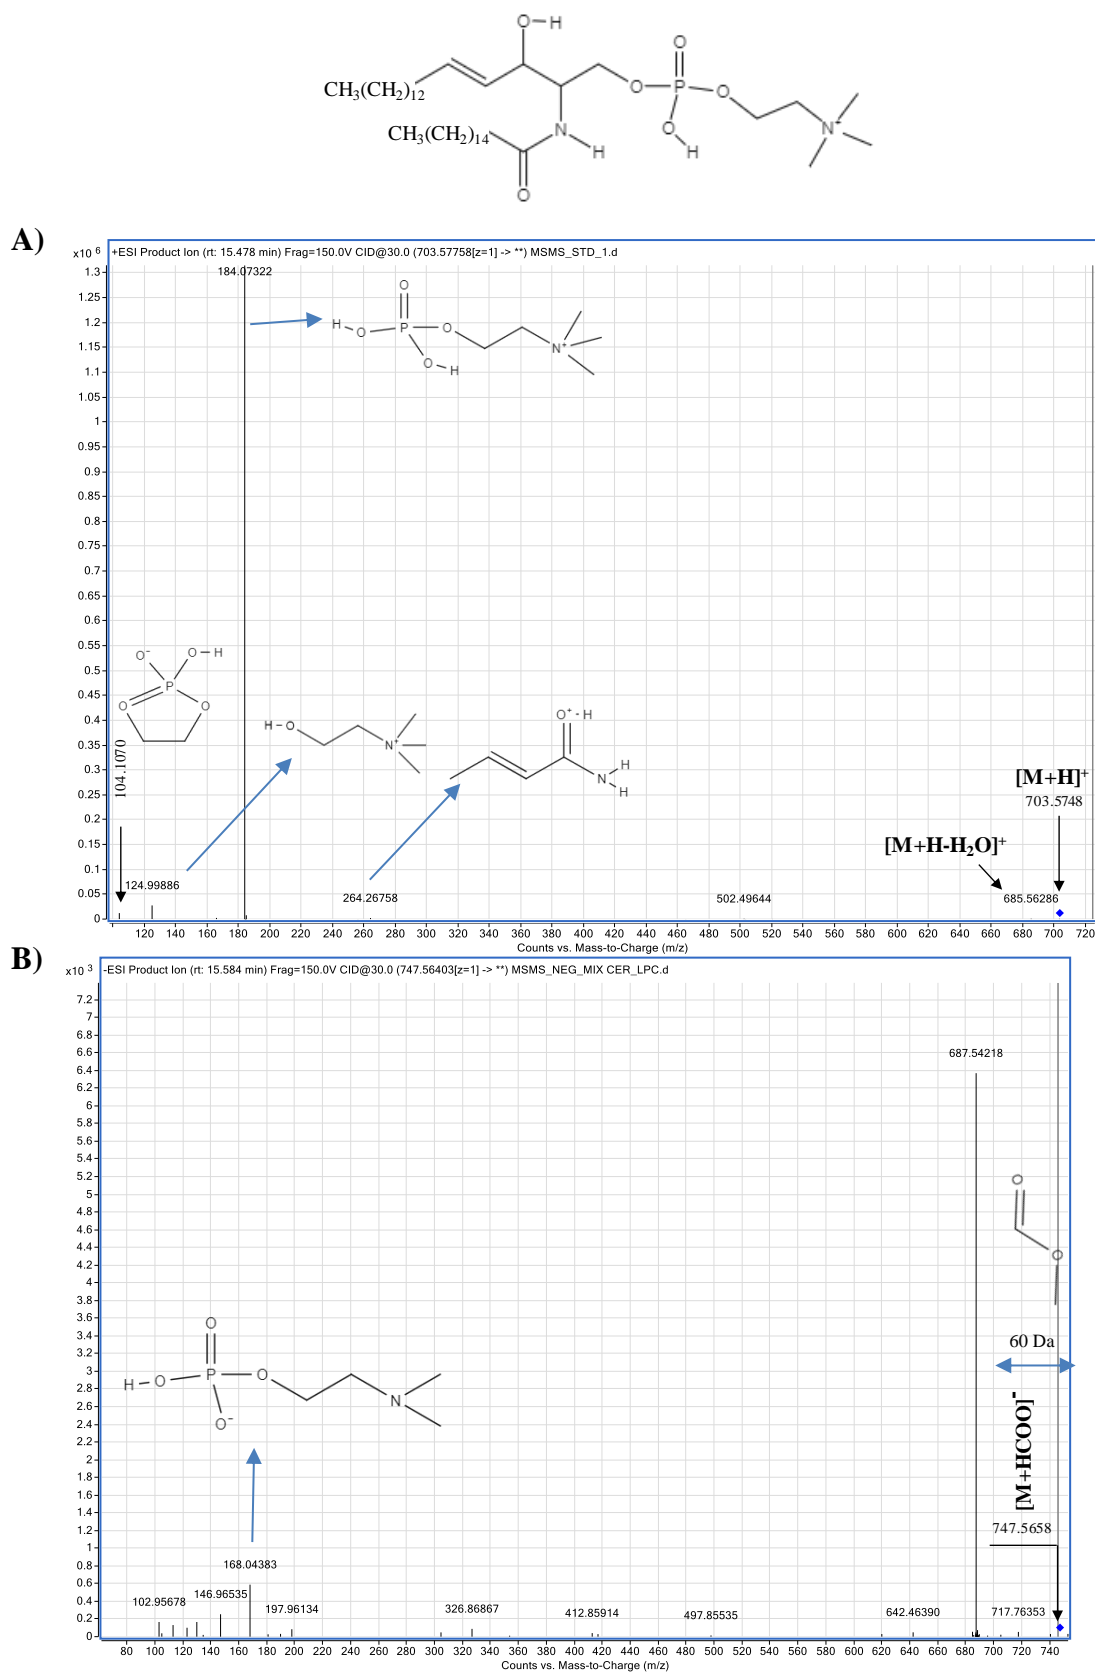 O-H
O
CH3(CH2)12
O
P
O
CH3(CH2)14
N
H
O
H
N+
O
A)
x10 6
+ESI Product Ion (rt: 15.478 min) Frag=150.0V CID@30.0 (703.57758[z=1] -> **) MSMS_STD_1.d
1.3
184.07322
1.25
1.2
1.15
1.1
1.05
1
0.95
0.9
0.85
0.8
0.75
0.7
0.65
0.6
0.55
0.5
0.45
0.4
0.35
0.3
0.25
0.2
0.15
0.1
0.05
0
O
H
O
P
O
N+
O
H
O-
O-H
P
O
O
H-O
N+
O+-H
N
H
H
104.1070
[M+H]+
703.5748
[M+H-H2O]+
124.99886
264.26758
502.49644
685.56286
120 140 160 180 200 220 240 260 280 300 320 340 360 380 400 420 440 460 480 500 520 540 560 580 600 620 640 660 680 700 720
Counts vs. Mass-to-Charge (m/z)
B)
x10 3
-ESI Product Ion (rt: 15.584 min) Frag=150.0V CID@30.0 (747.56403[z=1] -> **) MSMS_NEG_MIX CER_LPC.d
7.2
7
6.8
6.6
6.4
6.2
6
5.8
5.6
5.4
5.2
5
4.8
4.6
4.4
4.2
4
3.8
3.6
3.4
3.2
3
2.8
2.6
2.4
2.2
2
1.8
1.6
1.4
1.2
1
0.8
0.6
0.4
0.2
0
687.54218
O
O
60 Da
[M+HCOO]-
747.5658
O
H-O
P
O
N
O-
168.04383
102.95678
146.96535
197.96134
326.86867
412.85914
497.85535
642.46390
717.76353
80 100 120 140 160 180 200 220 240 260 280 300 320 340 360 380 400 420 440 460 480 500 520 540 560 580 600 620 640 660 680 700 720 740
Counts vs. Mass-to-Charge (m/z)